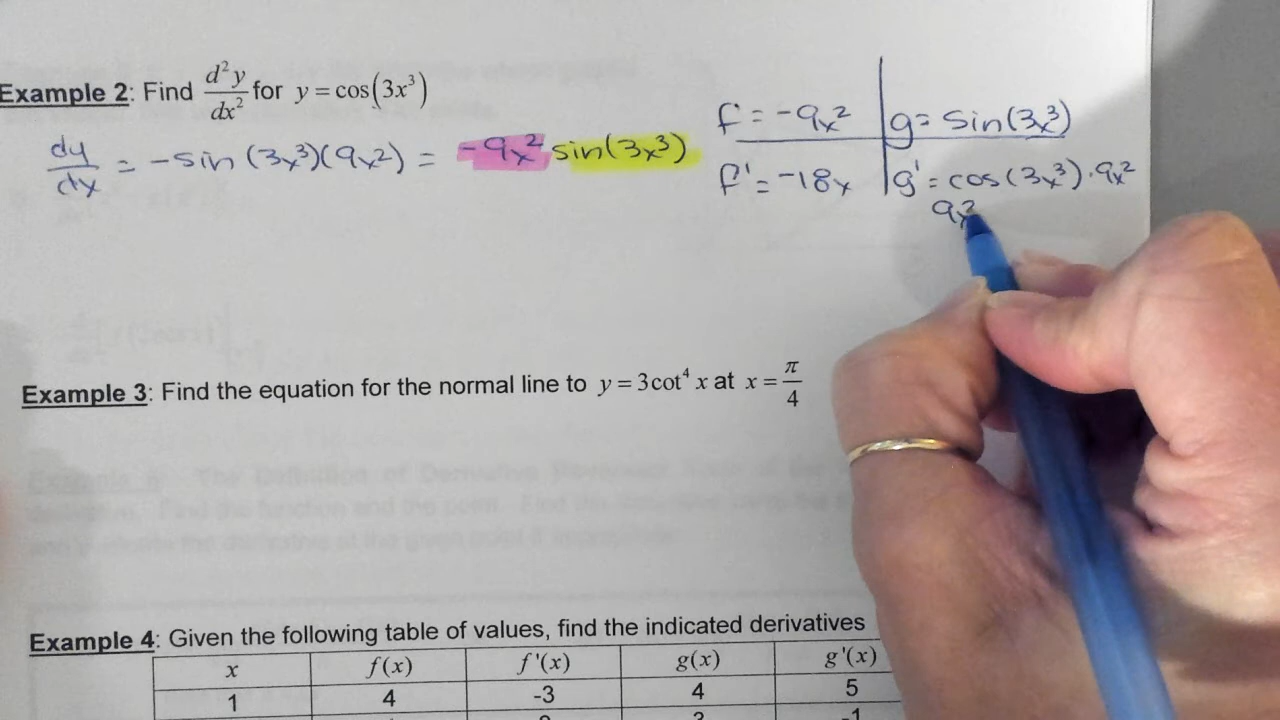 Example 2: Find d²y/dx² for y = cos(3x³)
dy/dx = -sin(3x³)(9x²) = -9x² sin(3x³)
f = -9x² g = sin(3x³)
f' = -18x g' = cos(3x³)·9x²
9x²
Example 3: Find the equation for the normal line to y = 3cot⁴ x at x = π/4
Example 4: Given the following table of values, find the indicated derivatives
x f(x) f'(x) g(x) g'(x)
1 4 -3 4 5